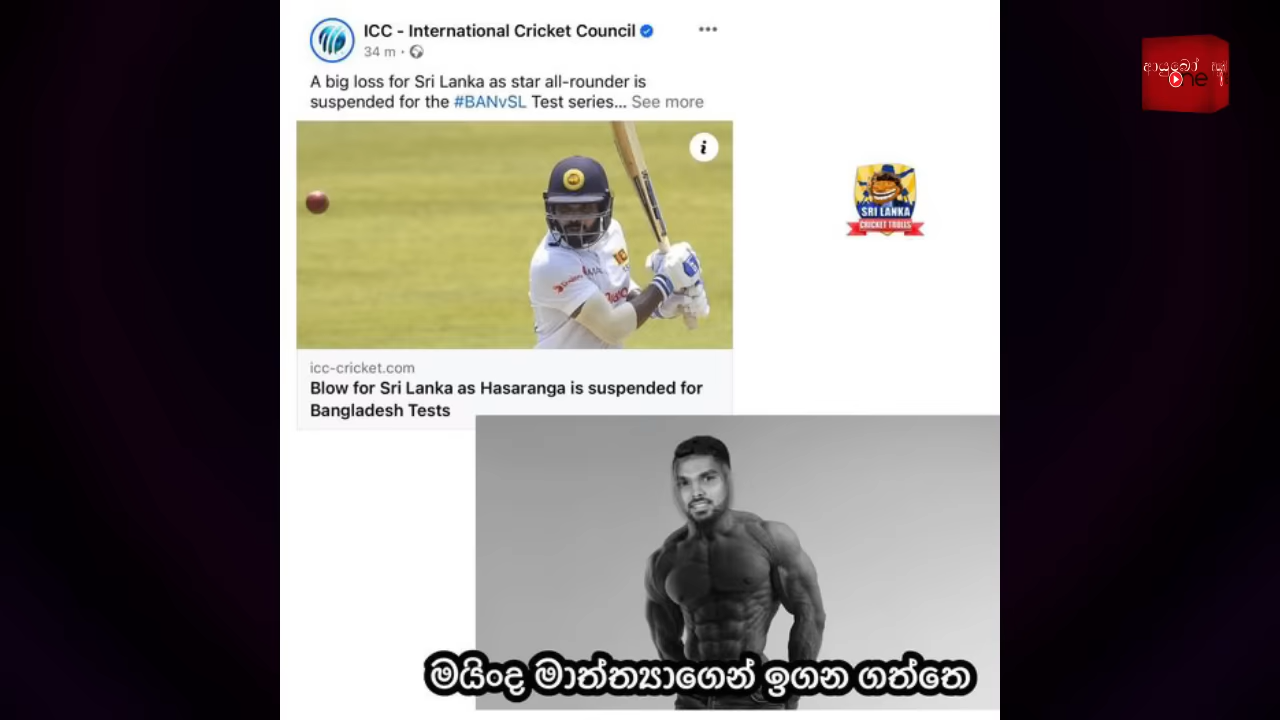 ICC - International Cricket Council
34 m ·
A big loss for Sri Lanka as star all-rounder is
suspended for the #BANvSL Test series... See more
icc-cricket.com
Blow for Sri Lanka as Hasaranga is suspended for
Bangladesh Tests
SRI LANKA
CRICKET TROLLS
මයිංද මාත්ත්‍යාගෙන් ඉගන ගත්තෙ